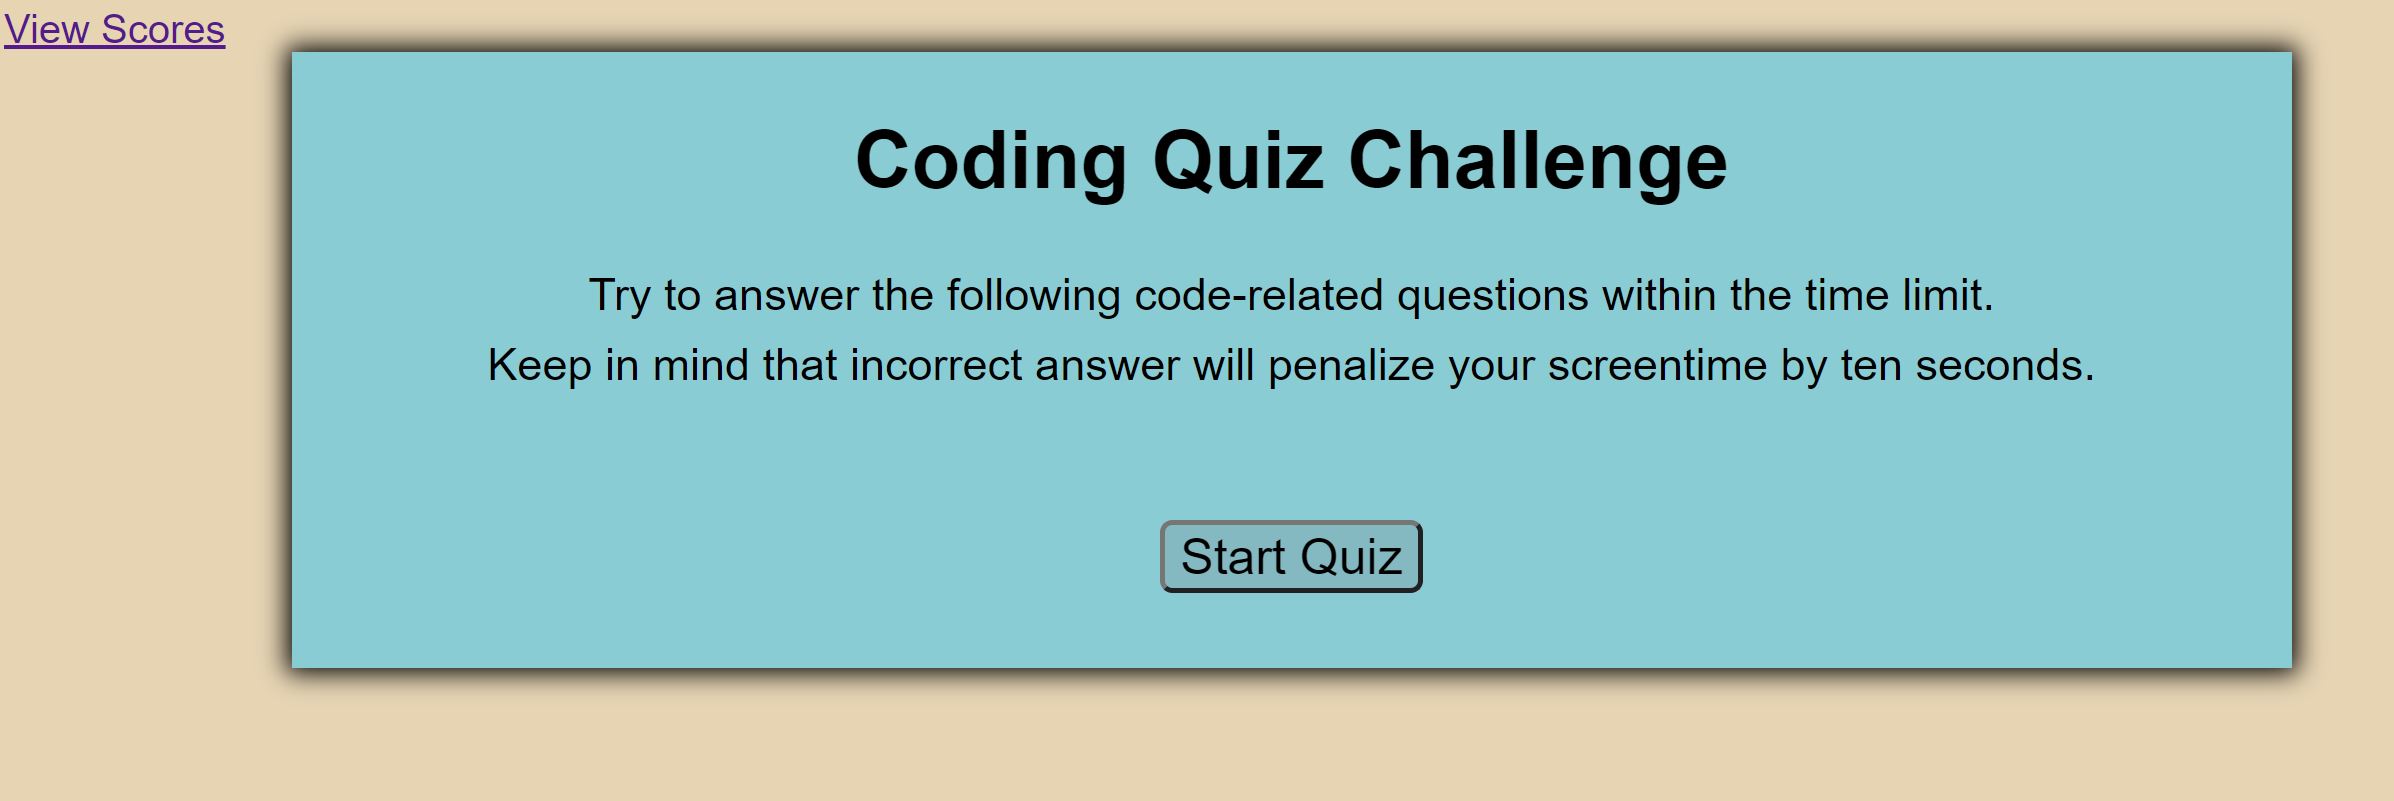 View Scores
Coding Quiz Challenge
Try to answer the following code-related questions within the time limit.
Keep in mind that incorrect answer will penalize your screentime by ten seconds.
Start Quiz